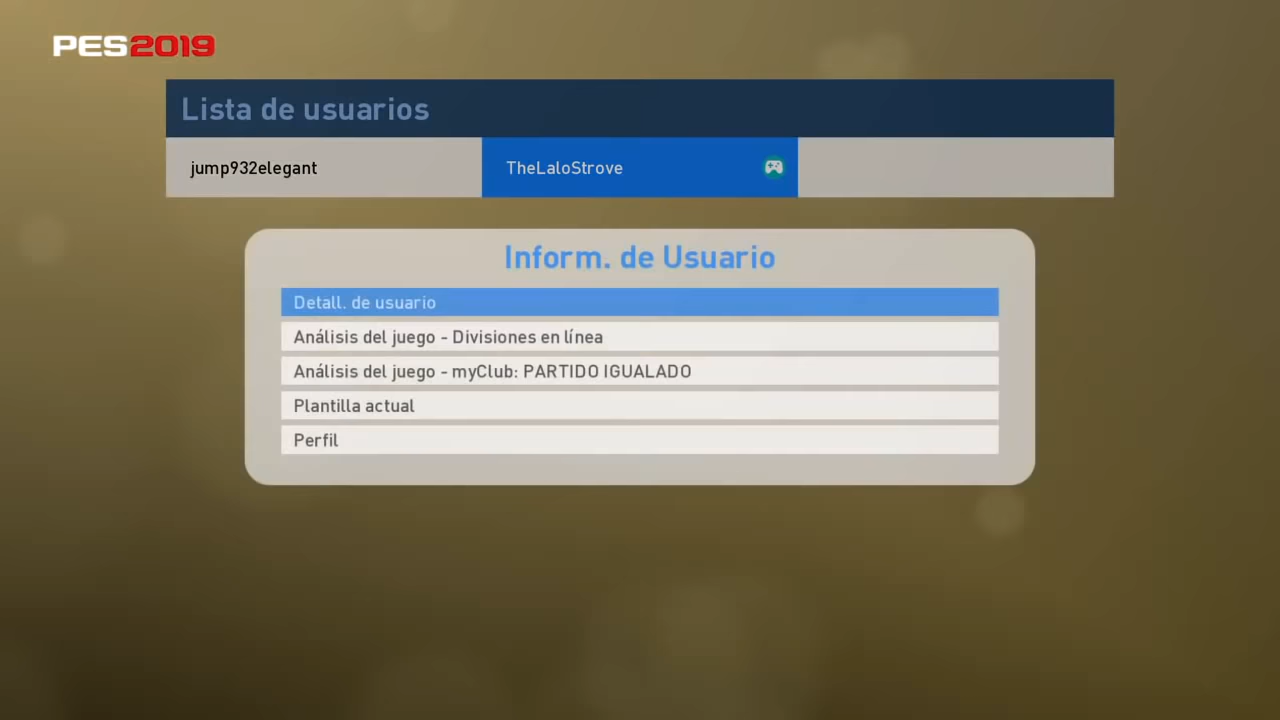 PES2019
Lista de usuarios
jump932elegant
TheLaloStrove
Inform. de Usuario
Detall. de usuario
Análisis del juego - Divisiones en línea
Análisis del juego - myClub: PARTIDO IGUALADO
Plantilla actual
Perfil